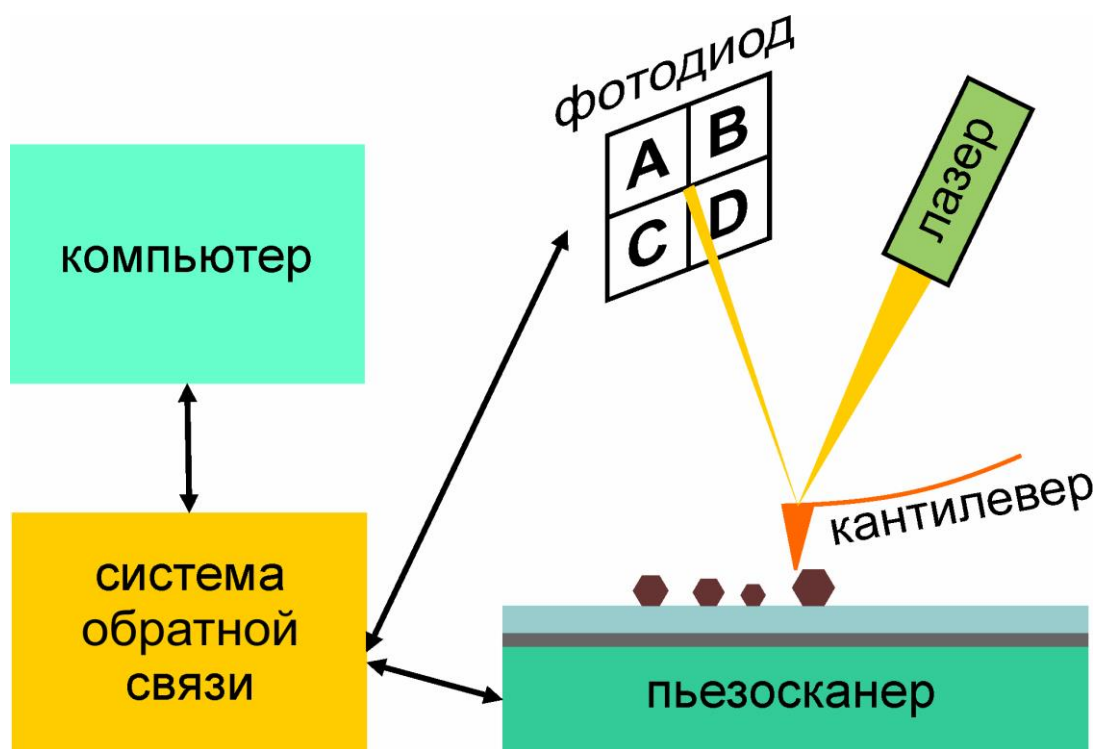 фотодиод
A B
C D
лазер
компьютер
кантилевер
система
обратной
связи
пьезосканер